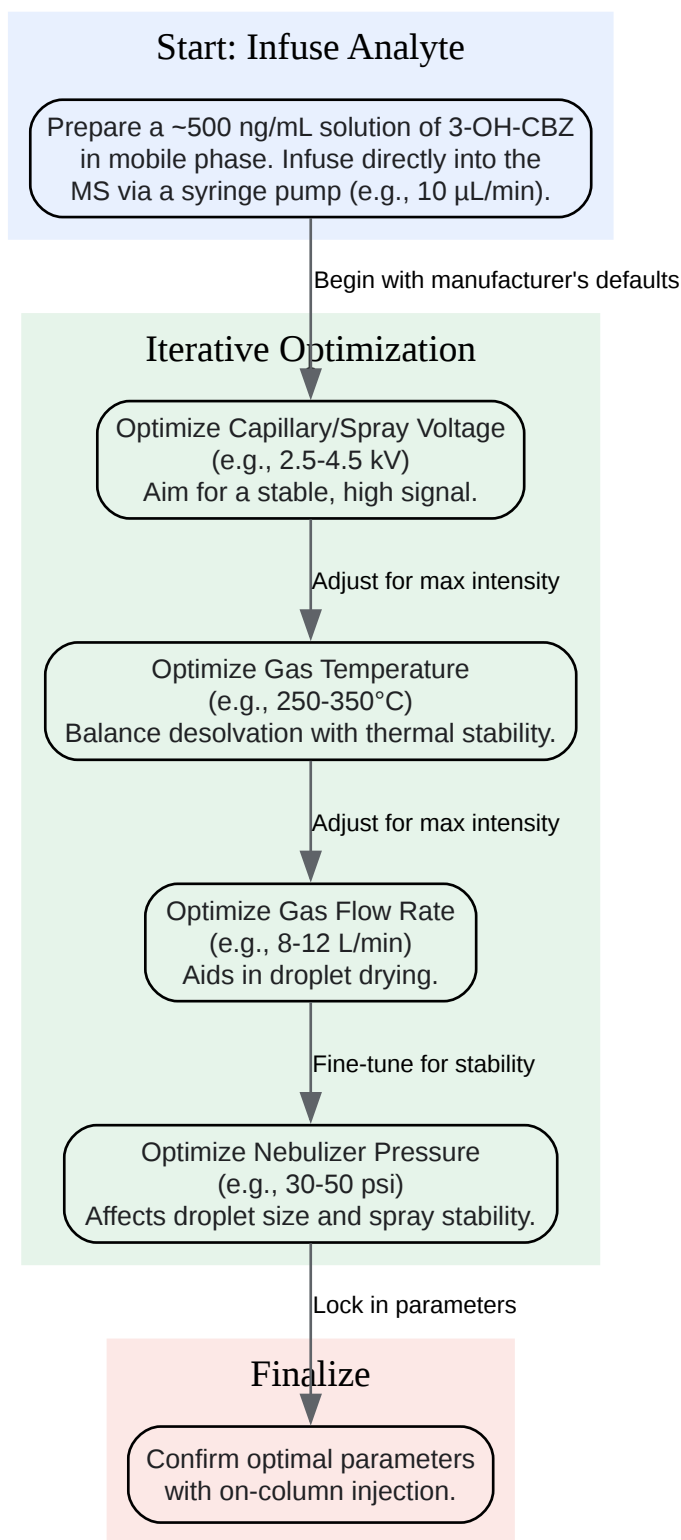 Start: Infuse Analyte
Prepare a ~500 ng/mL solution of 3-OH-CBZ
in mobile phase. Infuse directly into the
MS via a syringe pump (e.g., 10 µL/min).
Begin with manufacturer's defaults
Iterative Optimization
Optimize Capillary/Spray Voltage
(e.g., 2.5-4.5 kV)
Aim for a stable, high signal.
Adjust for max intensity
Optimize Gas Temperature
(e.g., 250-350°C)
Balance desolvation with thermal stability.
Adjust for max intensity
Optimize Gas Flow Rate
(e.g., 8-12 L/min)
Aids in droplet drying.
Fine-tune for stability
Optimize Nebulizer Pressure
(e.g., 30-50 psi)
Affects droplet size and spray stability.
Lock in parameters
Finalize
Confirm optimal parameters
with on-column injection.